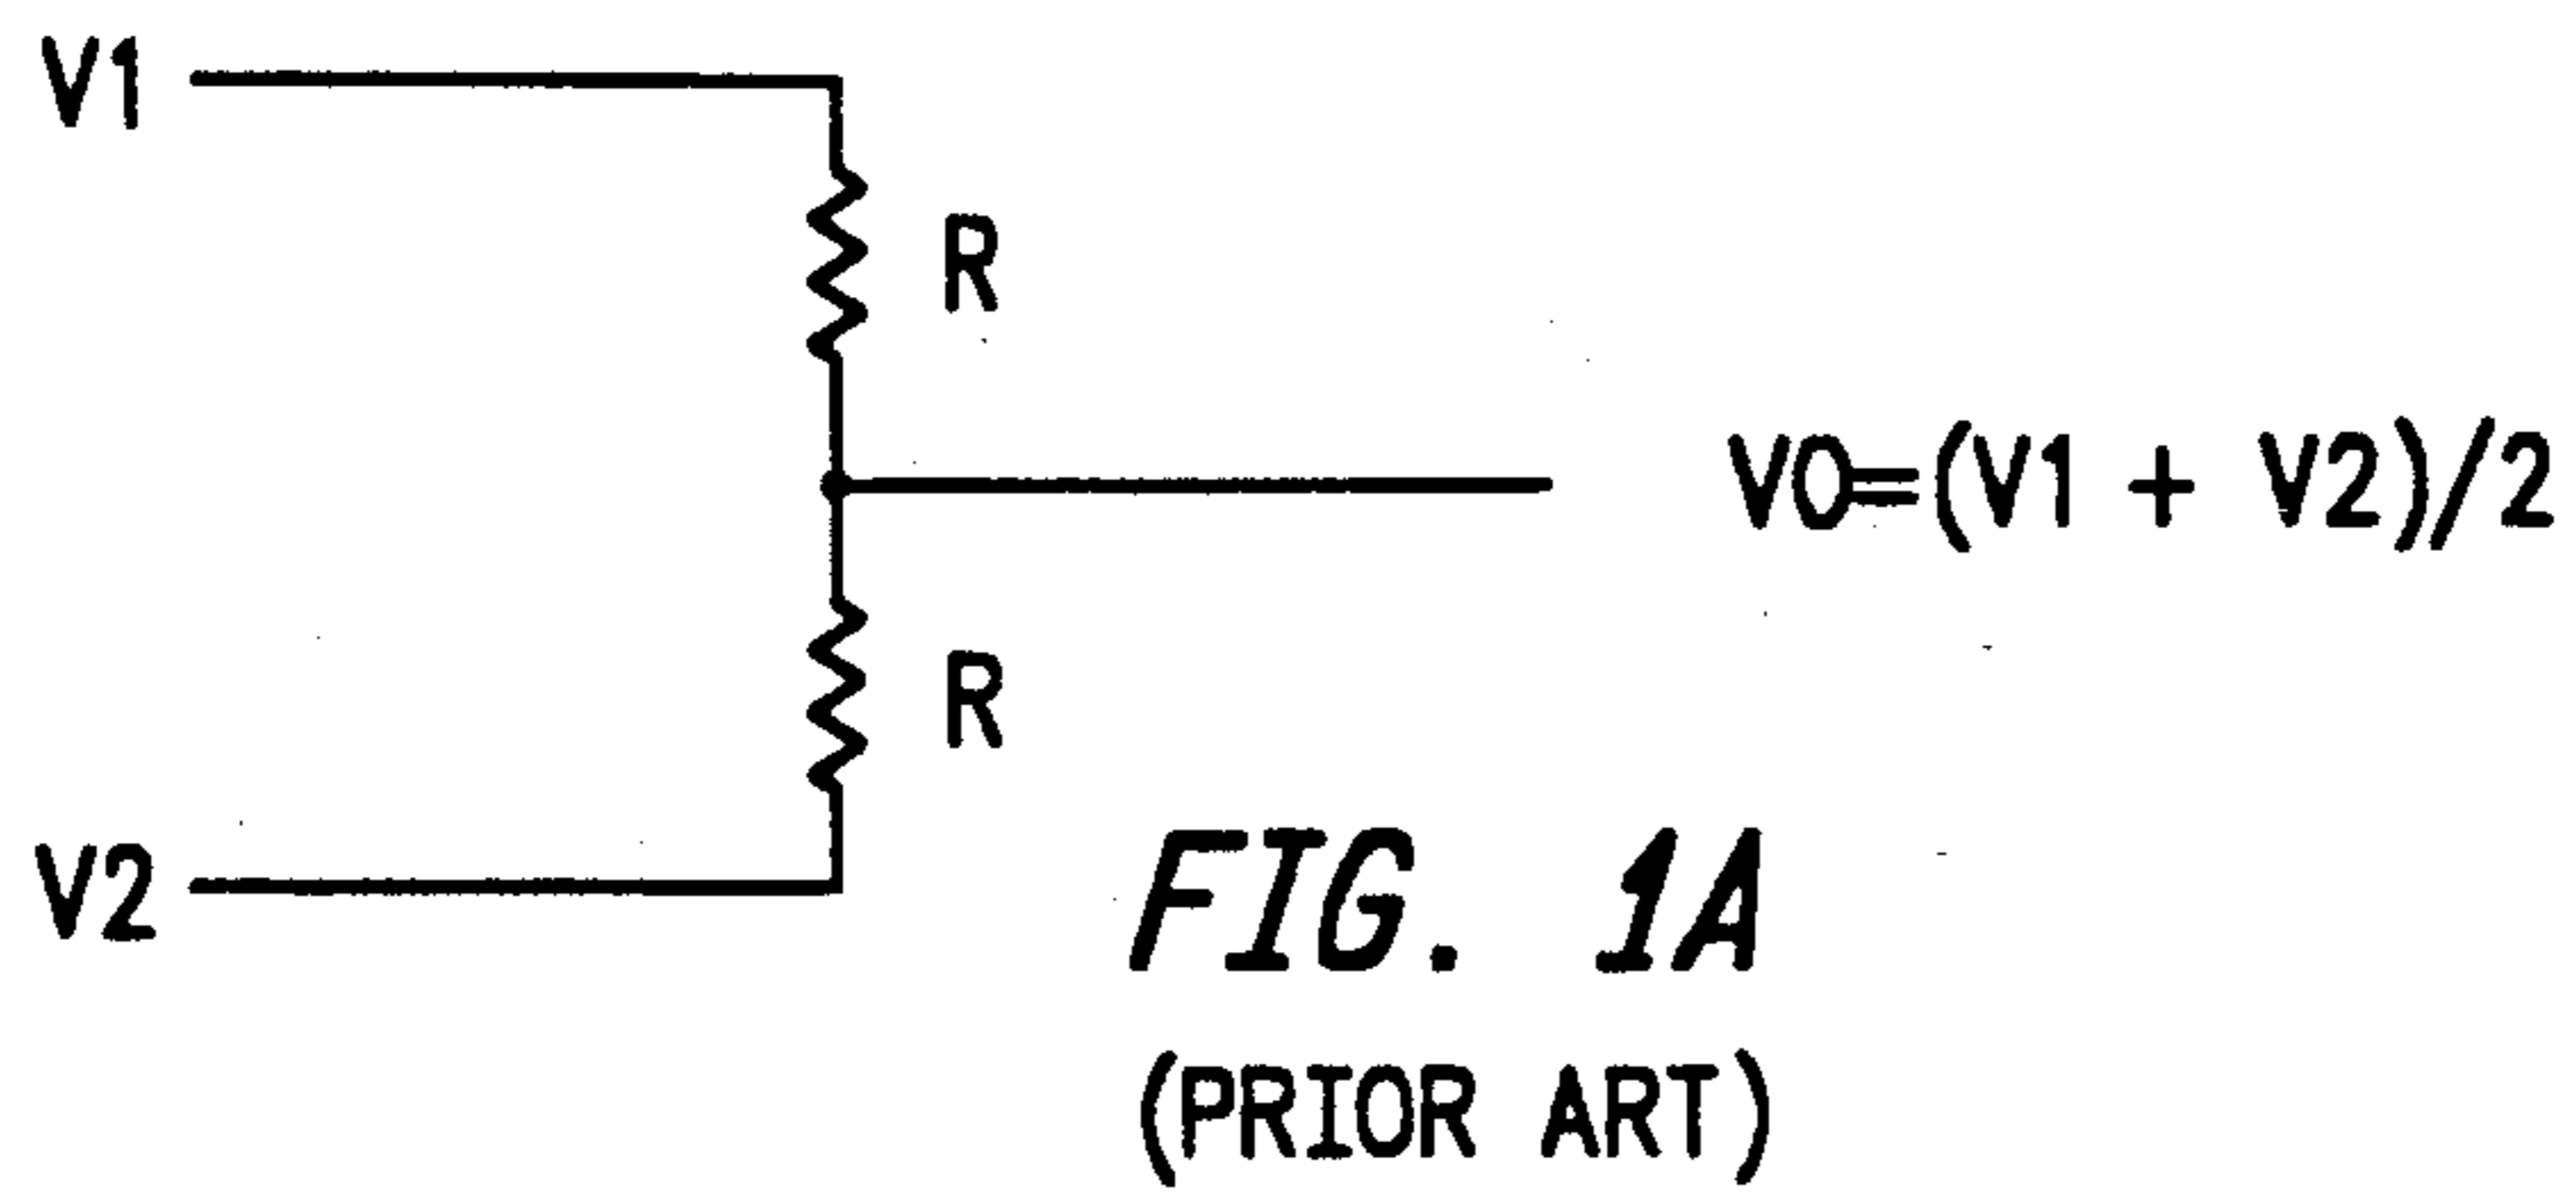 V1
R
VO=(V1 + V2)/2
R
V2
FIG. 1A
(PRIOR ART)